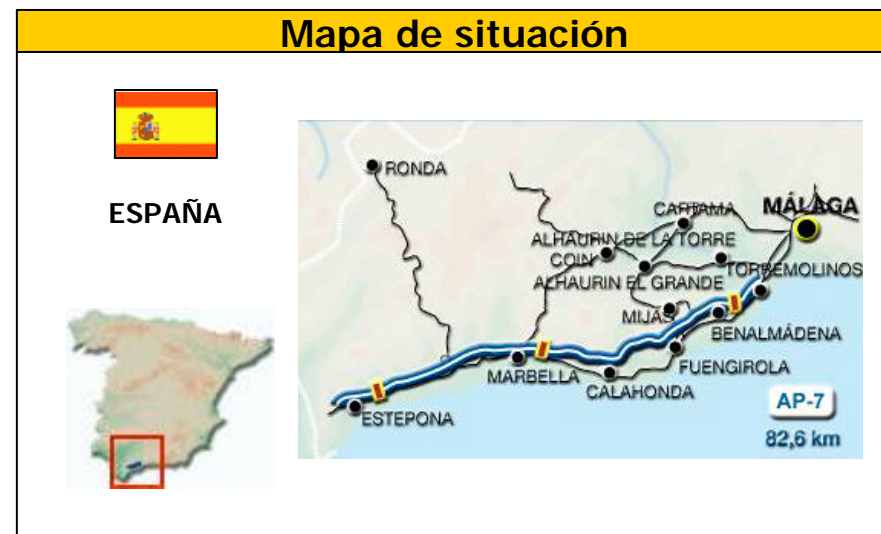 Mapa de situación
ESPAÑA
RONDA
CARTAMA
MÁLAGA
ALHAURIN DE LA TORRE
COIN
TORREMOLINOS
ALHAURIN EL GRANDE
MIJAS
BENALMÁDENA
FUENGIROLA
MARBELLA
CALAHONDA
ESTEPONA
AP-7
82,6 km